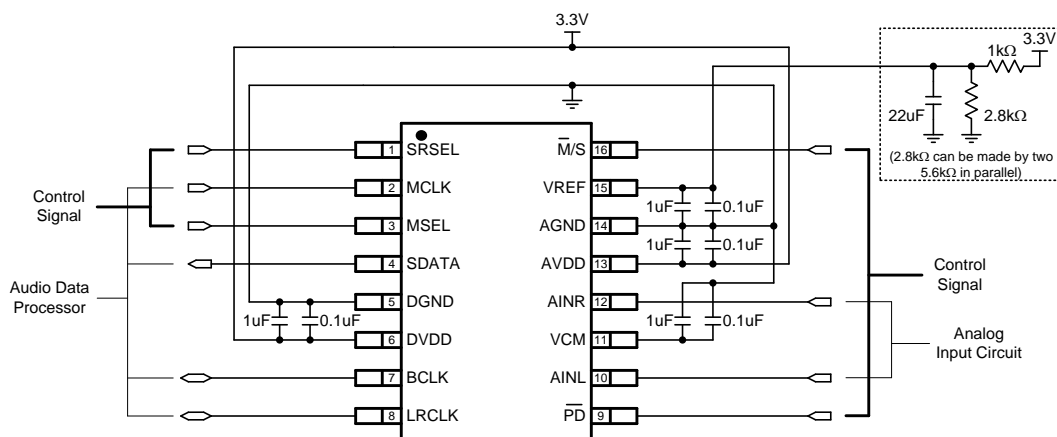 3.3V
3.3V
1kΩ
22uF
2.8kΩ
(2.8kΩ can be made by two
5.6kΩ in parallel)
Control
Signal
Audio Data
Processor
1 SRSEL
2 MCLK
3 MSEL
4 SDATA
5 DGND
6 DVDD
7 BCLK
8 LRCLK
1uF 0.1uF
M̅/S 16
VREF 15
AGND 14
AVDD 13
AINR 12
VCM 11
AINL 10
P̅D̅ 9
1uF 0.1uF
1uF 0.1uF
1uF 0.1uF
Control
Signal
Analog
Input Circuit